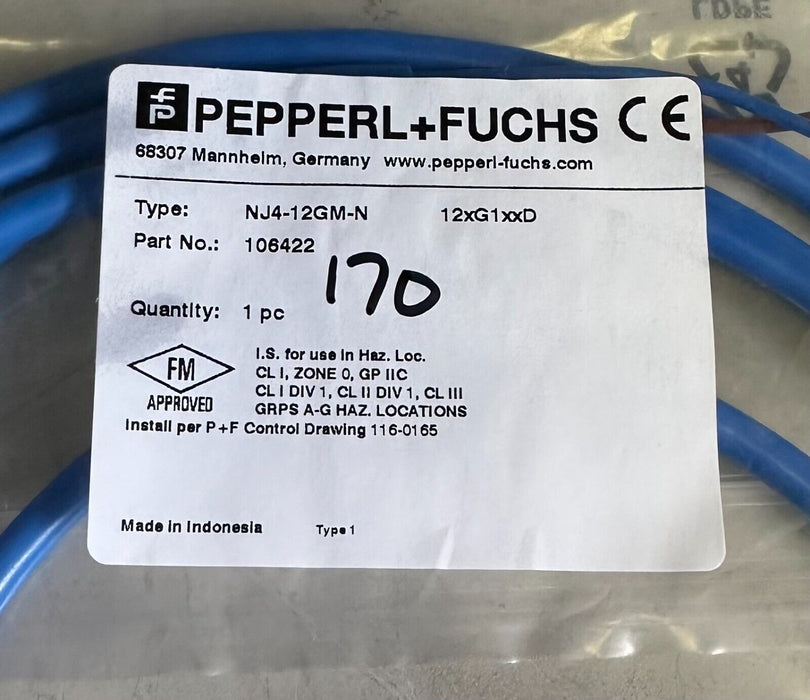 LDPE
4
PEPPERL+FUCHS CE
68307 Mannheim, Germany www.pepperl-fuchs.com
Type: NJ4-12GM-N 12xG1xxD
Part No.: 106422
170
Quantity: 1 pc
FM
APPROVED
I.S. for use in Haz. Loc.
CL I, ZONE 0, GP IIC
CL I DIV 1, CL II DIV 1, CL III
GRPS A-G HAZ. LOCATIONS
Install per P+F Control Drawing 116-0165
Made in Indonesia Type 1